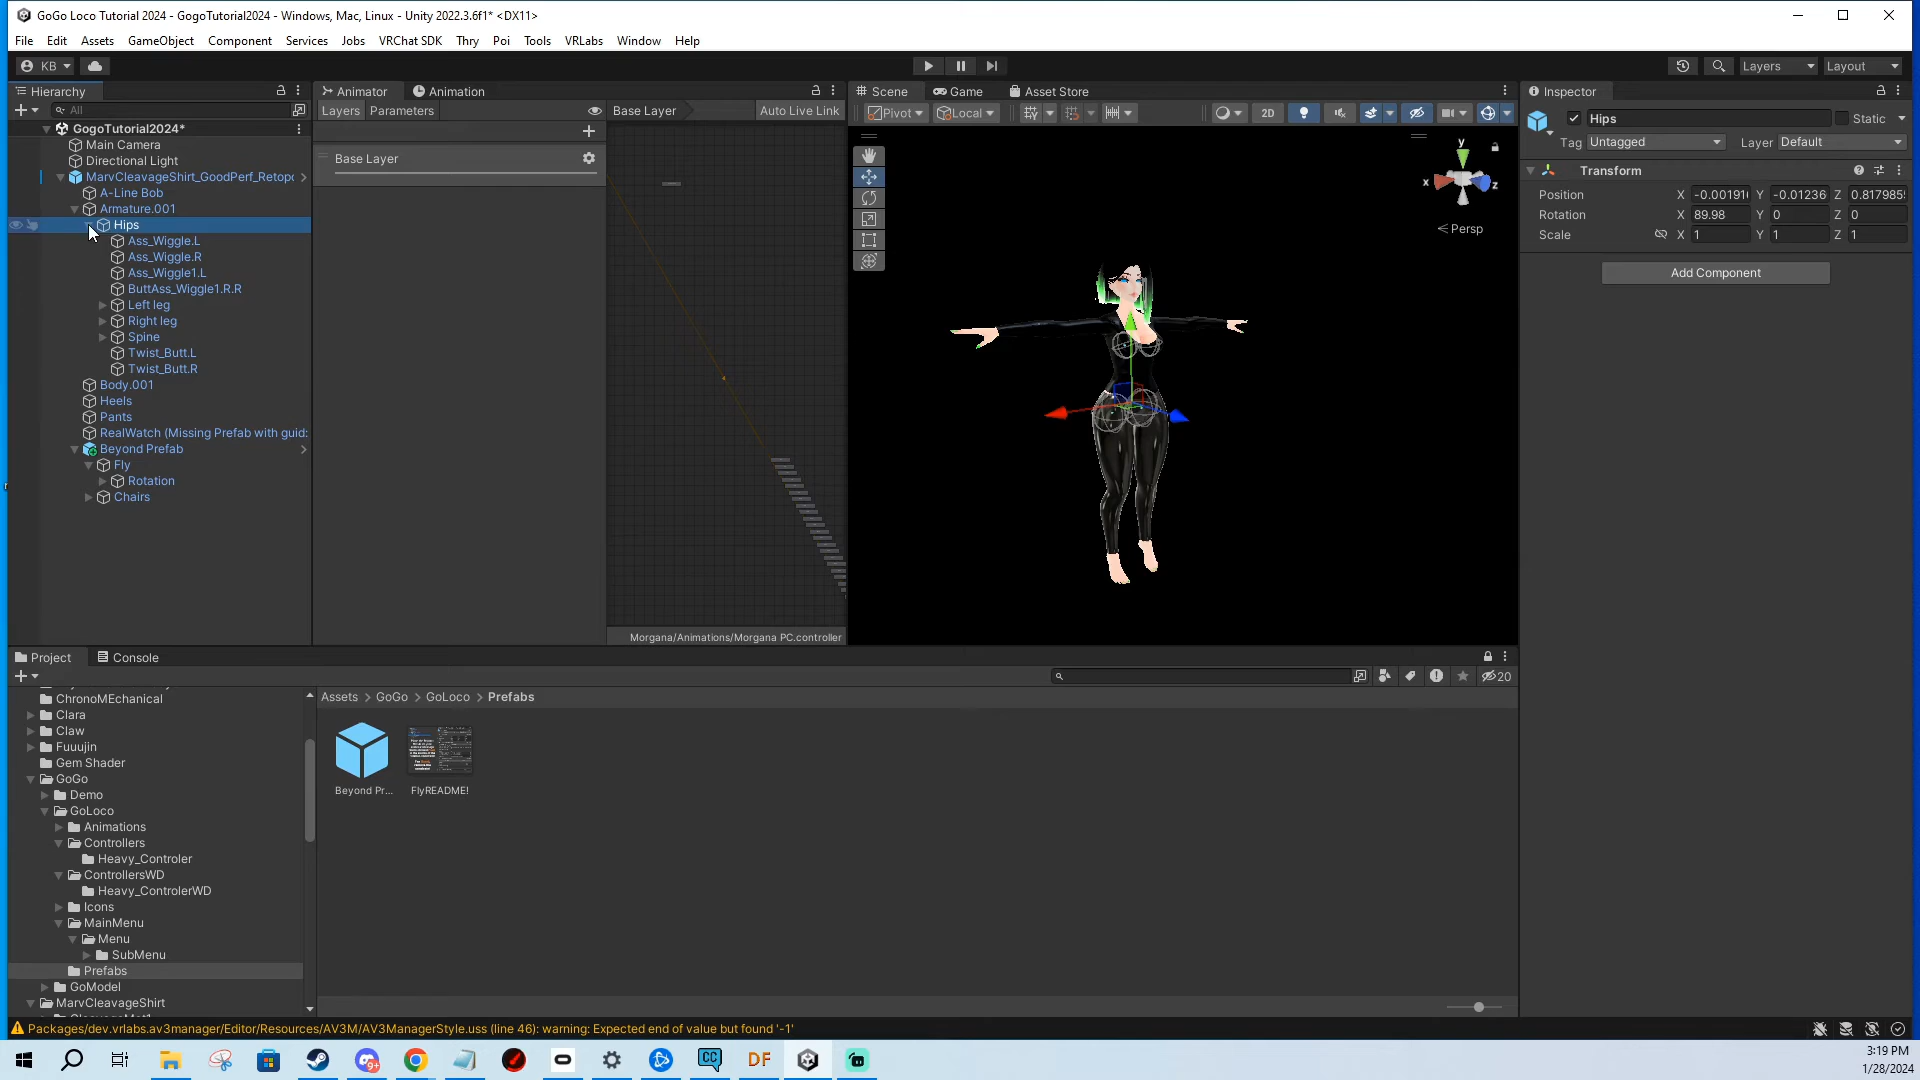 GoGo Loco Tutorial 2024 - GogoTutorial2024 - Windows, Mac, Linux - Unity 2022.3.6f1* <DX11>
File Edit Assets GameObject Component Services Jobs VRChat SDK Thry Poi Tools VRLabs Window Help
KB Layers Layout
Hierarchy Animator Animation Scene Game Asset Store Inspector
All Layers Parameters Base Layer Auto Live Link Pivot Local 2D
GogoTutorial2024*
Main Camera
Directional Light
MarvCleavageShirt_GoodPerf_Retopo
A-Line Bob
Armature.001
Hips
Ass_Wiggle.L
Ass_Wiggle.R
Ass_Wiggle1.L
ButtAss_Wiggle1.R.R
Left leg
Right leg
Spine
Twist_Butt.L
Twist_Butt.R
Body.001
Heels
Pants
RealWatch (Missing Prefab with guid:
Beyond Prefab
Fly
Rotation
Chairs
Base Layer
Morgana/Animations/Morgana PC.controller
y
x
z
Persp
Hips Static
Tag Untagged Layer Default
Transform
Position X -0.00191 Y -0.01236 Z 0.817985
Rotation X 89.98 Y 0 Z 0
Scale X 1 Y 1 Z 1
Add Component
Project Console
20
ChronoMEchanical
Clara
Claw
Fuuujin
Gem Shader
GoGo
Demo
GoLoco
Animations
Controllers
Heavy_Controler
ControllersWD
Heavy_ControlerWD
Icons
MainMenu
Menu
SubMenu
Prefabs
GoModel
MarvCleavageShirt
Assets > GoGo > GoLoco > Prefabs
Beyond Pr... FlyREADME!
Packages/dev.vrlabs.av3manager/Editor/Resources/AV3M/AV3ManagerStyle.uss (line 46): warning: Expected end of value but found '-1'
CC DF
3:19 PM
1/28/2024